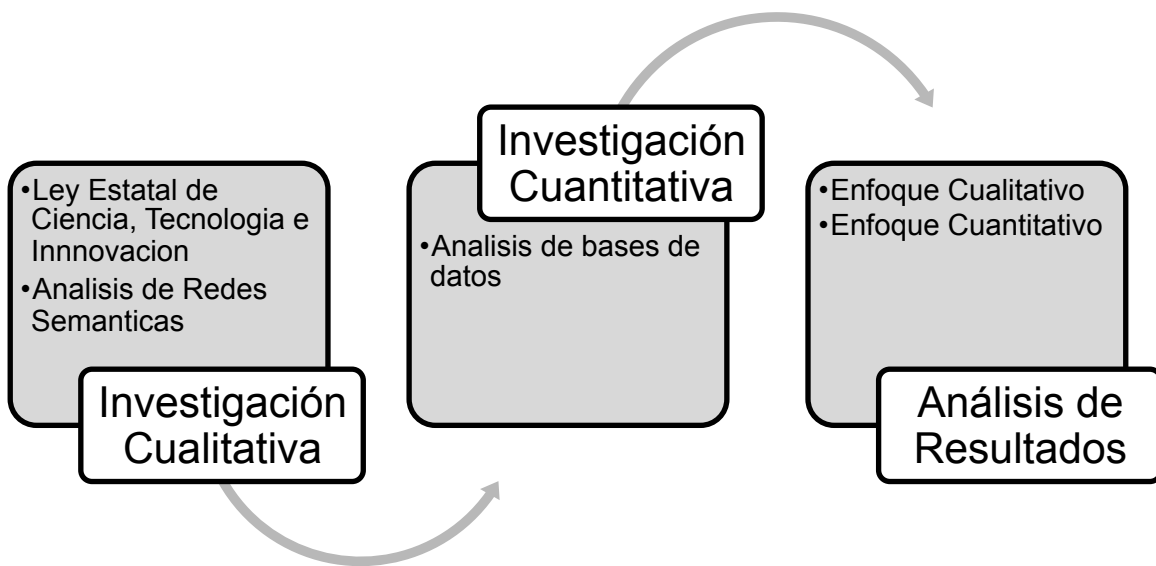 •Ley Estatal de
Ciencia, Tecnologia e
Innnovacion
•Analisis de Redes
Semanticas
Investigación
Cualitativa
Investigación
Cuantitativa
•Analisis de bases de
datos
•Enfoque Cualitativo
•Enfoque Cuantitativo
Análisis de
Resultados